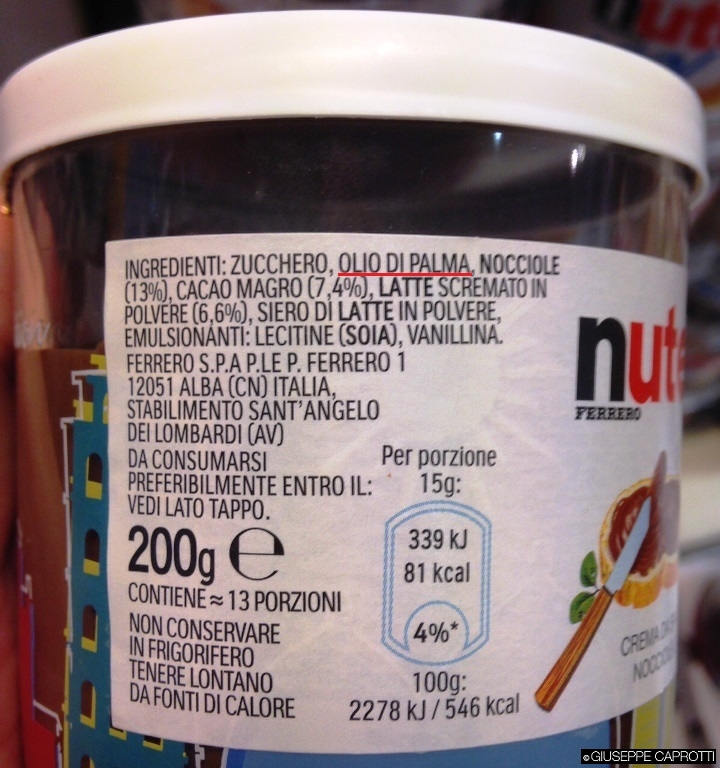 INGREDIENTI: ZUCCHERO, OLIO DI PALMA, NOCCIOLE
(13%), CACAO MAGRO (7,4%), LATTE SCREMATO IN
POLVERE (6,6%), SIERO DI LATTE IN POLVERE,
EMULSIONANTI: LECITINE (SOIA), VANILLINA.
FERRERO S.P.A P.LE P. FERRERO 1
12051 ALBA (CN) ITALIA,
STABILIMENTO SANT'ANGELO
DEI LOMBARDI (AV)
DA CONSUMARSI
PREFERIBILMENTE ENTRO IL:
VEDI LATO TAPPO.
200g e
CONTIENE ≈ 13 PORZIONI
NON CONSERVARE
IN FRIGORIFERO
TENERE LONTANO
DA FONTI DI CALORE
Per porzione
15g:
339 kJ
81 kcal
4%*
100g:
2278 kJ / 546 kcal
nut
FERRERO
CREMA
©GIUSEPPE CAPROTTI